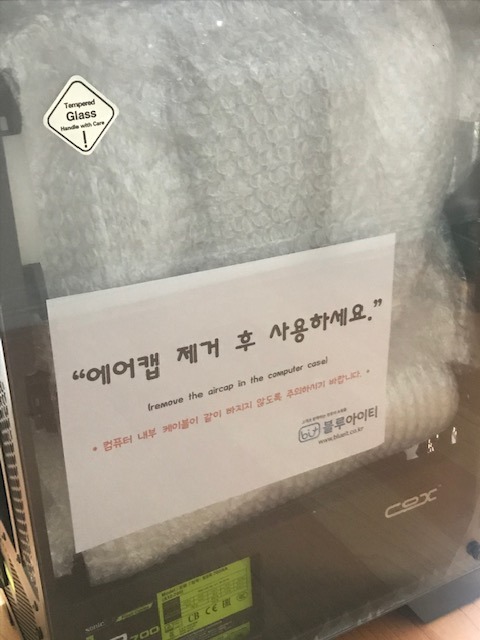 Tempered
Glass
Handle with Care
!
“에어캡 제거 후 사용하세요.”
(remove the aircap in the computer case)
* 컴퓨터 내부 케이블이 같이 빠지지 않도록 주의하시기 바랍니다. *
bit 블루아이티
www.blueit.co.kr
COX
700